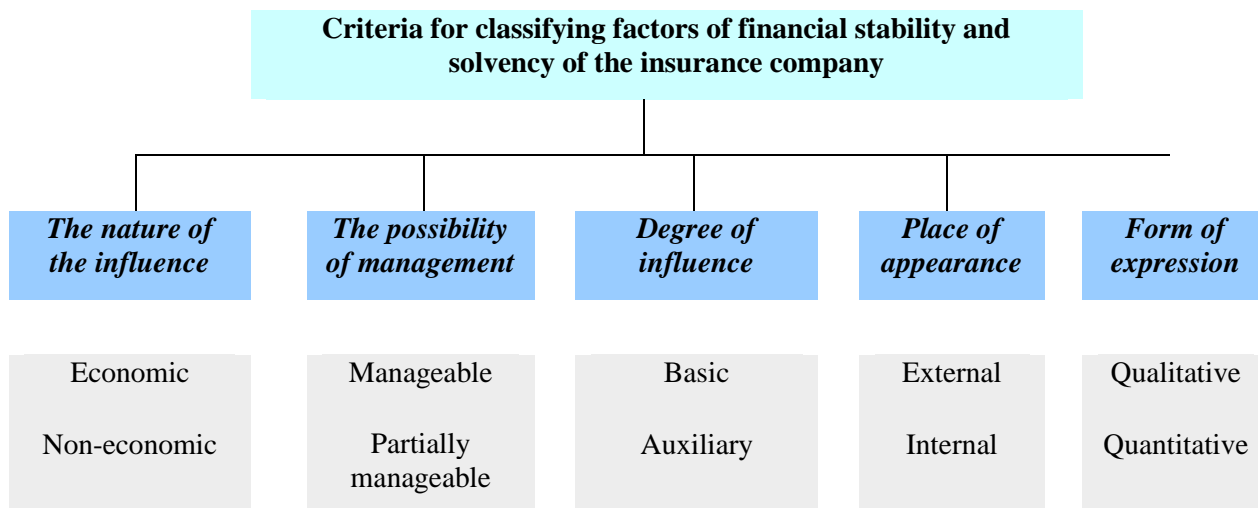 Criteria for classifying factors of financial stability and
solvency of the insurance company
The nature of
the influence
The possibility
of management
Degree of
influence
Place of
appearance
Form of
expression
Economic
Non-economic
Manageable
Partially
manageable
Basic
Auxiliary
External
Internal
Qualitative
Quantitative